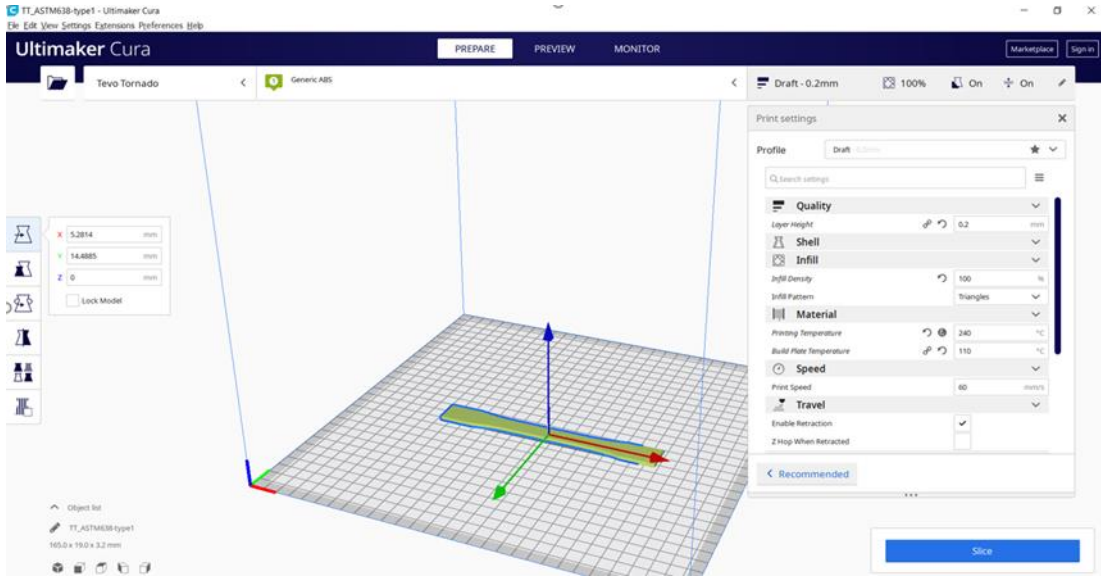 TT_ASTM638-type1 - Ultimaker Cura
File Edit View Settings Extensions Preferences Help
Ultimaker Cura
PREPARE PREVIEW MONITOR
Marketplace Sign in
Tevo Tornado
Generic ABS
Draft - 0.2mm 100% On On
Print settings
Profile Draft 0.2mm
Search settings
Quality
Layer Height 0.2 mm
Shell
Infill
Infill Density 100 %
Infill Pattern Triangles
Material
Printing Temperature 240 °C
Build Plate Temperature 110 °C
Speed
Print Speed 60 mm/s
Travel
Enable Retraction
Z Hop When Retracted
Recommended
X 5.2814 mm
Y 14.4885 mm
Z 0 mm
Lock Model
Object list
TT_ASTM638-type1
165.0 x 19.0 x 3.2 mm
Slice